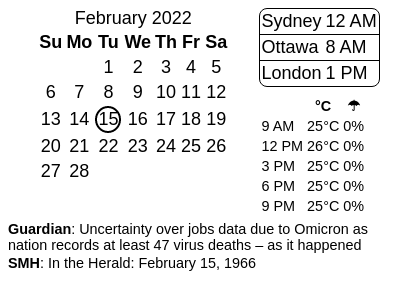 February 2022
Su Mo Tu We Th Fr Sa
1 2 3 4 5
6 7 8 9 10 11 12
13 14 15 16 17 18 19
20 21 22 23 24 25 26
27 28
Sydney 12 AM
Ottawa 8 AM
London 1 PM
°C ☂
9 AM 25°C 0%
12 PM 26°C 0%
3 PM 25°C 0%
6 PM 25°C 0%
9 PM 25°C 0%
Guardian: Uncertainty over jobs data due to Omicron as
nation records at least 47 virus deaths – as it happened
SMH: In the Herald: February 15, 1966